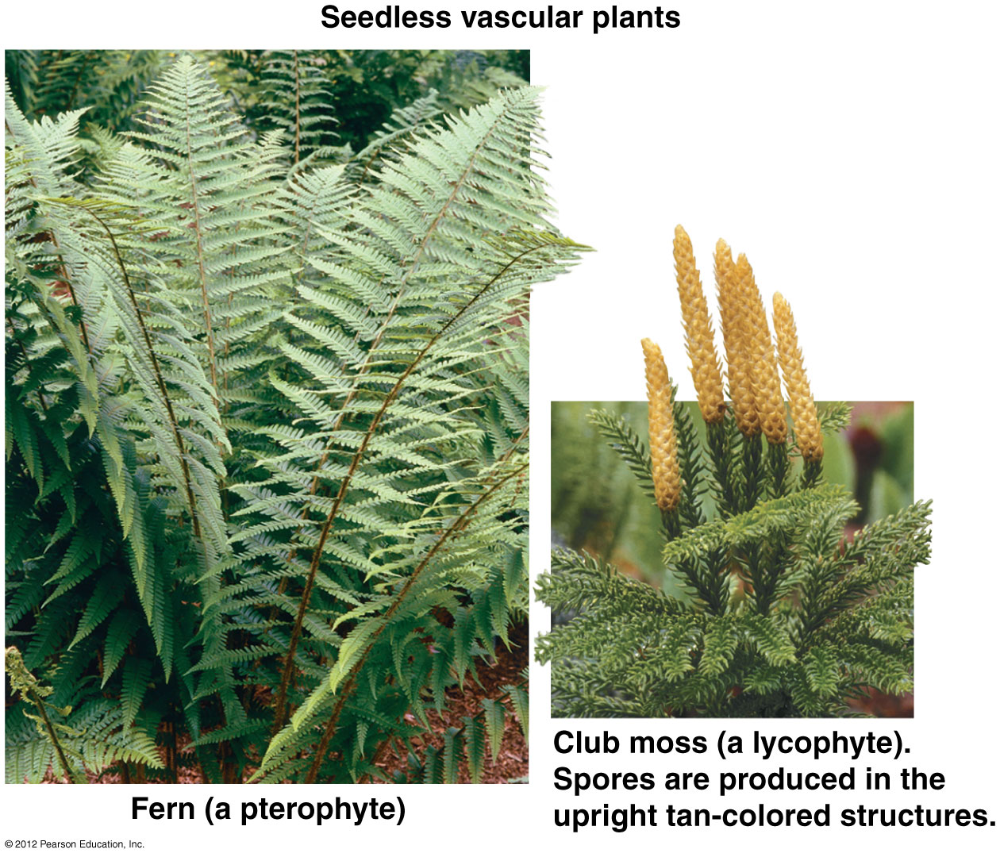 Seedless vascular plants
Fern (a pterophyte)
Club moss (a lycophyte).
Spores are produced in the
upright tan-colored structures.
© 2012 Pearson Education, Inc.